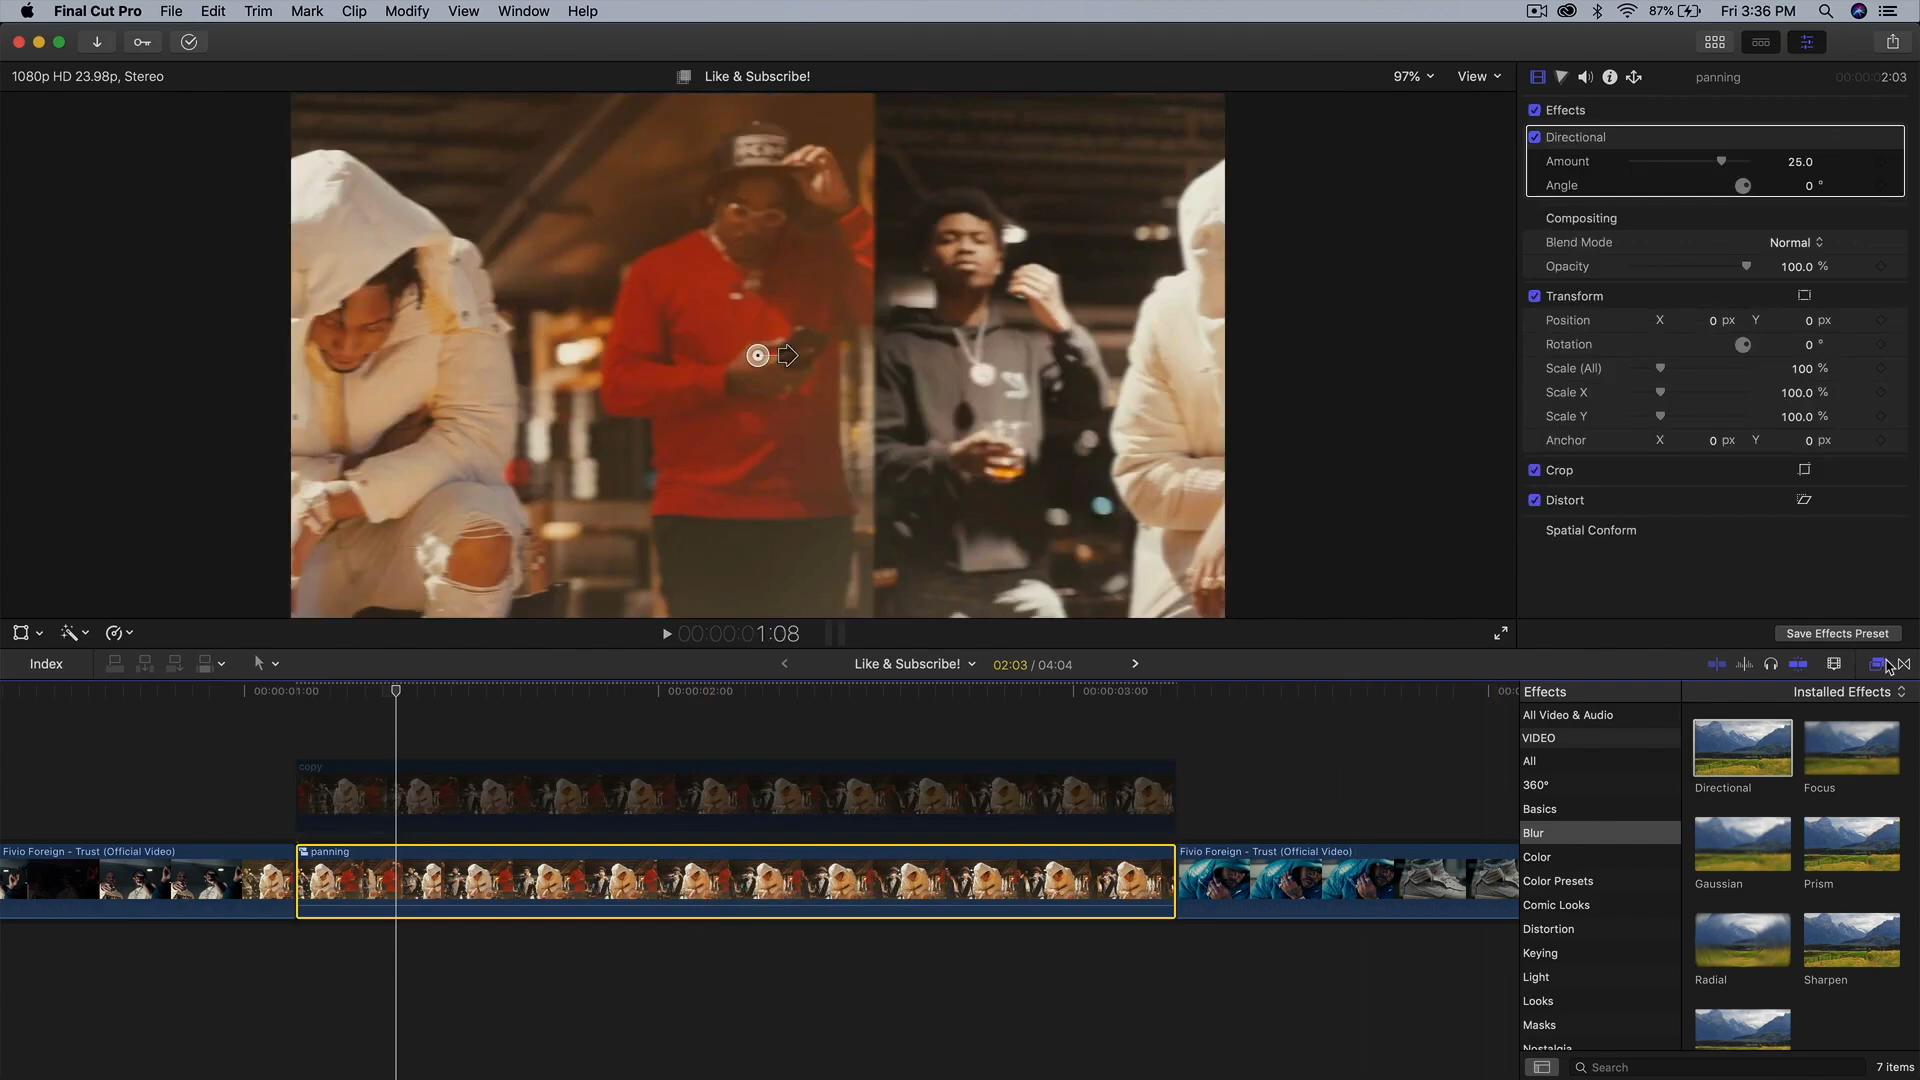 Final Cut Pro File Edit Trim Mark Clip Modify View Window Help 87% Fri 3:36 PM
1080p HD 23.98p, Stereo Like & Subscribe! 97% View panning 00:00:02:03
Effects
Directional
Amount 25.0
Angle 0 °
Compositing
Blend Mode Normal
Opacity 100.0 %
Transform
Position X 0 px Y 0 px
Rotation 0 °
Scale (All) 100 %
Scale X 100.0 %
Scale Y 100.0 %
Anchor X 0 px Y 0 px
Crop
Distort
Spatial Conform
00:00:00:01:08 Save Effects Preset
Index Like & Subscribe! 02:03 / 04:04
00:00:01:00 00:00:02:00 00:00:03:00
copy
Fivio Foreign - Trust (Official Video) panning Fivio Foreign - Trust (Official Video)
Effects Installed Effects
All Video & Audio
VIDEO
All
360°
Basics
Blur
Color
Color Presets
Comic Looks
Distortion
Keying
Light
Looks
Masks
Nostalgia
Directional Focus
Gaussian Prism
Radial Sharpen
Search 7 items